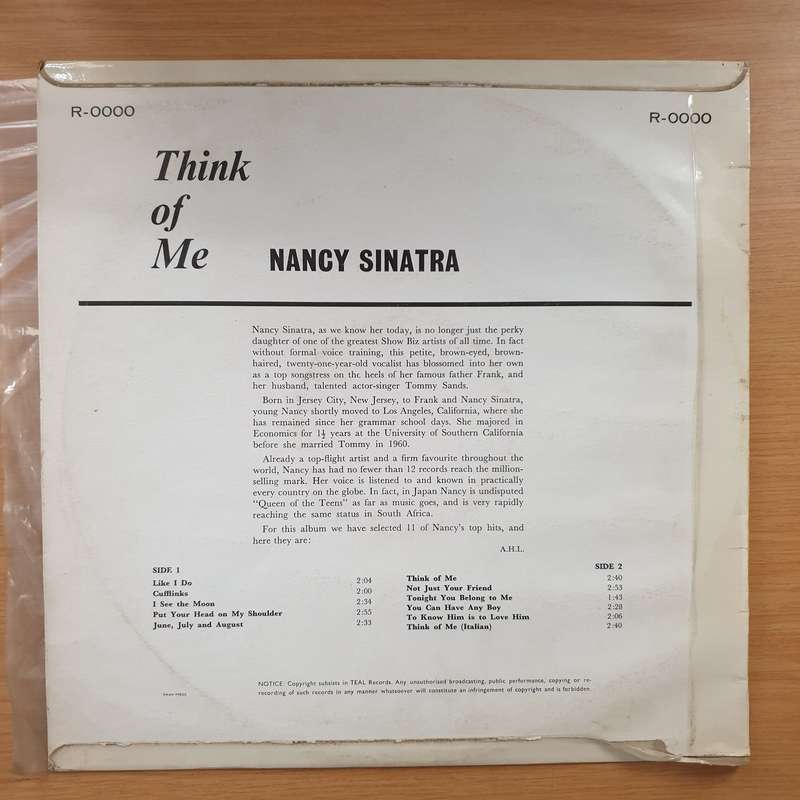 R-0000
R-0000
Think
of
Me
NANCY SINATRA
Nancy Sinatra, as we know her today, is no longer just the perky
daughter of one of the greatest Show Biz artists of all time. In fact
without formal voice training, this petite, brown-eyed, brown-
haired, twenty-one-year-old vocalist has blossomed into her own
as a top songstress on the heels of her famous father Frank, and
her husband, talented actor-singer Tommy Sands.
Born in Jersey City, New Jersey, to Frank and Nancy Sinatra,
young Nancy shortly moved to Los Angeles, California, where she
has remained since her grammar school days. She majored in
Economics for 1½ years at the University of Southern California
before she married Tommy in 1960.
Already a top-flight artist and a firm favourite throughout the
world, Nancy has had no fewer than 12 records reach the million-
selling mark. Her voice is listened to and known in practically
every country on the globe. In fact, in Japan Nancy is undisputed
"Queen of the Teens" as far as music goes, and is very rapidly
reaching the same status in South Africa.
For this album we have selected 11 of Nancy's top hits, and
here they are:
A.H.L.
SIDE 1
Like I Do 2:04
Cufflinks 2:00
I See the Moon 2:34
Put Your Head on My Shoulder 2:55
June, July and August 2:33
SIDE 2
Think of Me 2:40
Not Just Your Friend 2:53
Tonight You Belong to Me 1:43
You Can Have Any Boy 2:28
To Know Him is to Love Him 2:06
Think of Me (Italian) 2:40
NOTICE: Copyright subsists in TEAL Records. Any unauthorised broadcasting, public performance, copying or re-
recording of such records in any manner whatsoever will constitute an infringement of copyright and is forbidden.